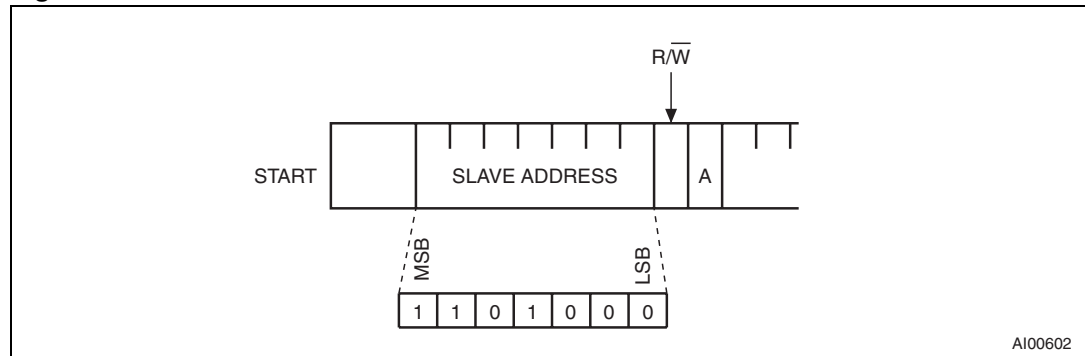 R/W̅
START
SLAVE ADDRESS
A
MSB
LSB
1 1 0 1 0 0 0
AI00602